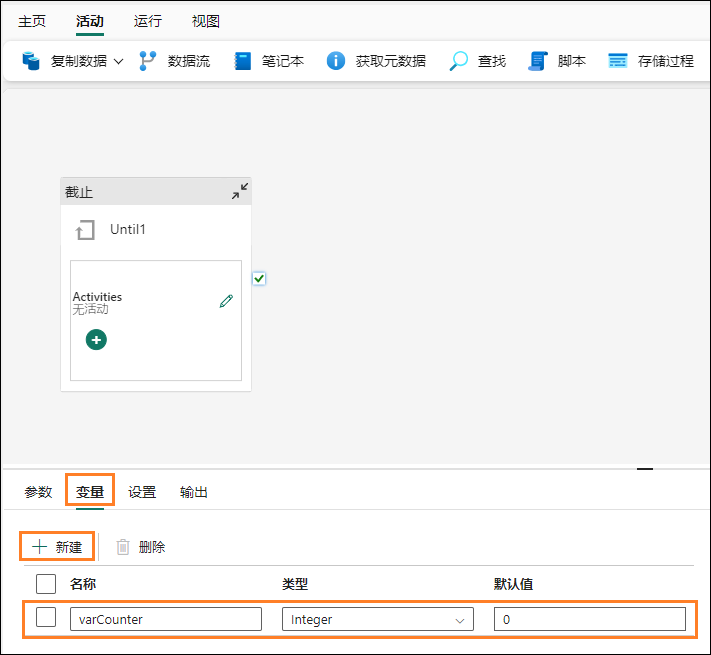 主页 活动 运行 视图
复制数据 数据流 笔记本 获取元数据 查找 脚本 存储过程
截止
Until1
Activities
无活动
参数 变量 设置 输出
新建 删除
名称 类型 默认值
varCounter Integer 0